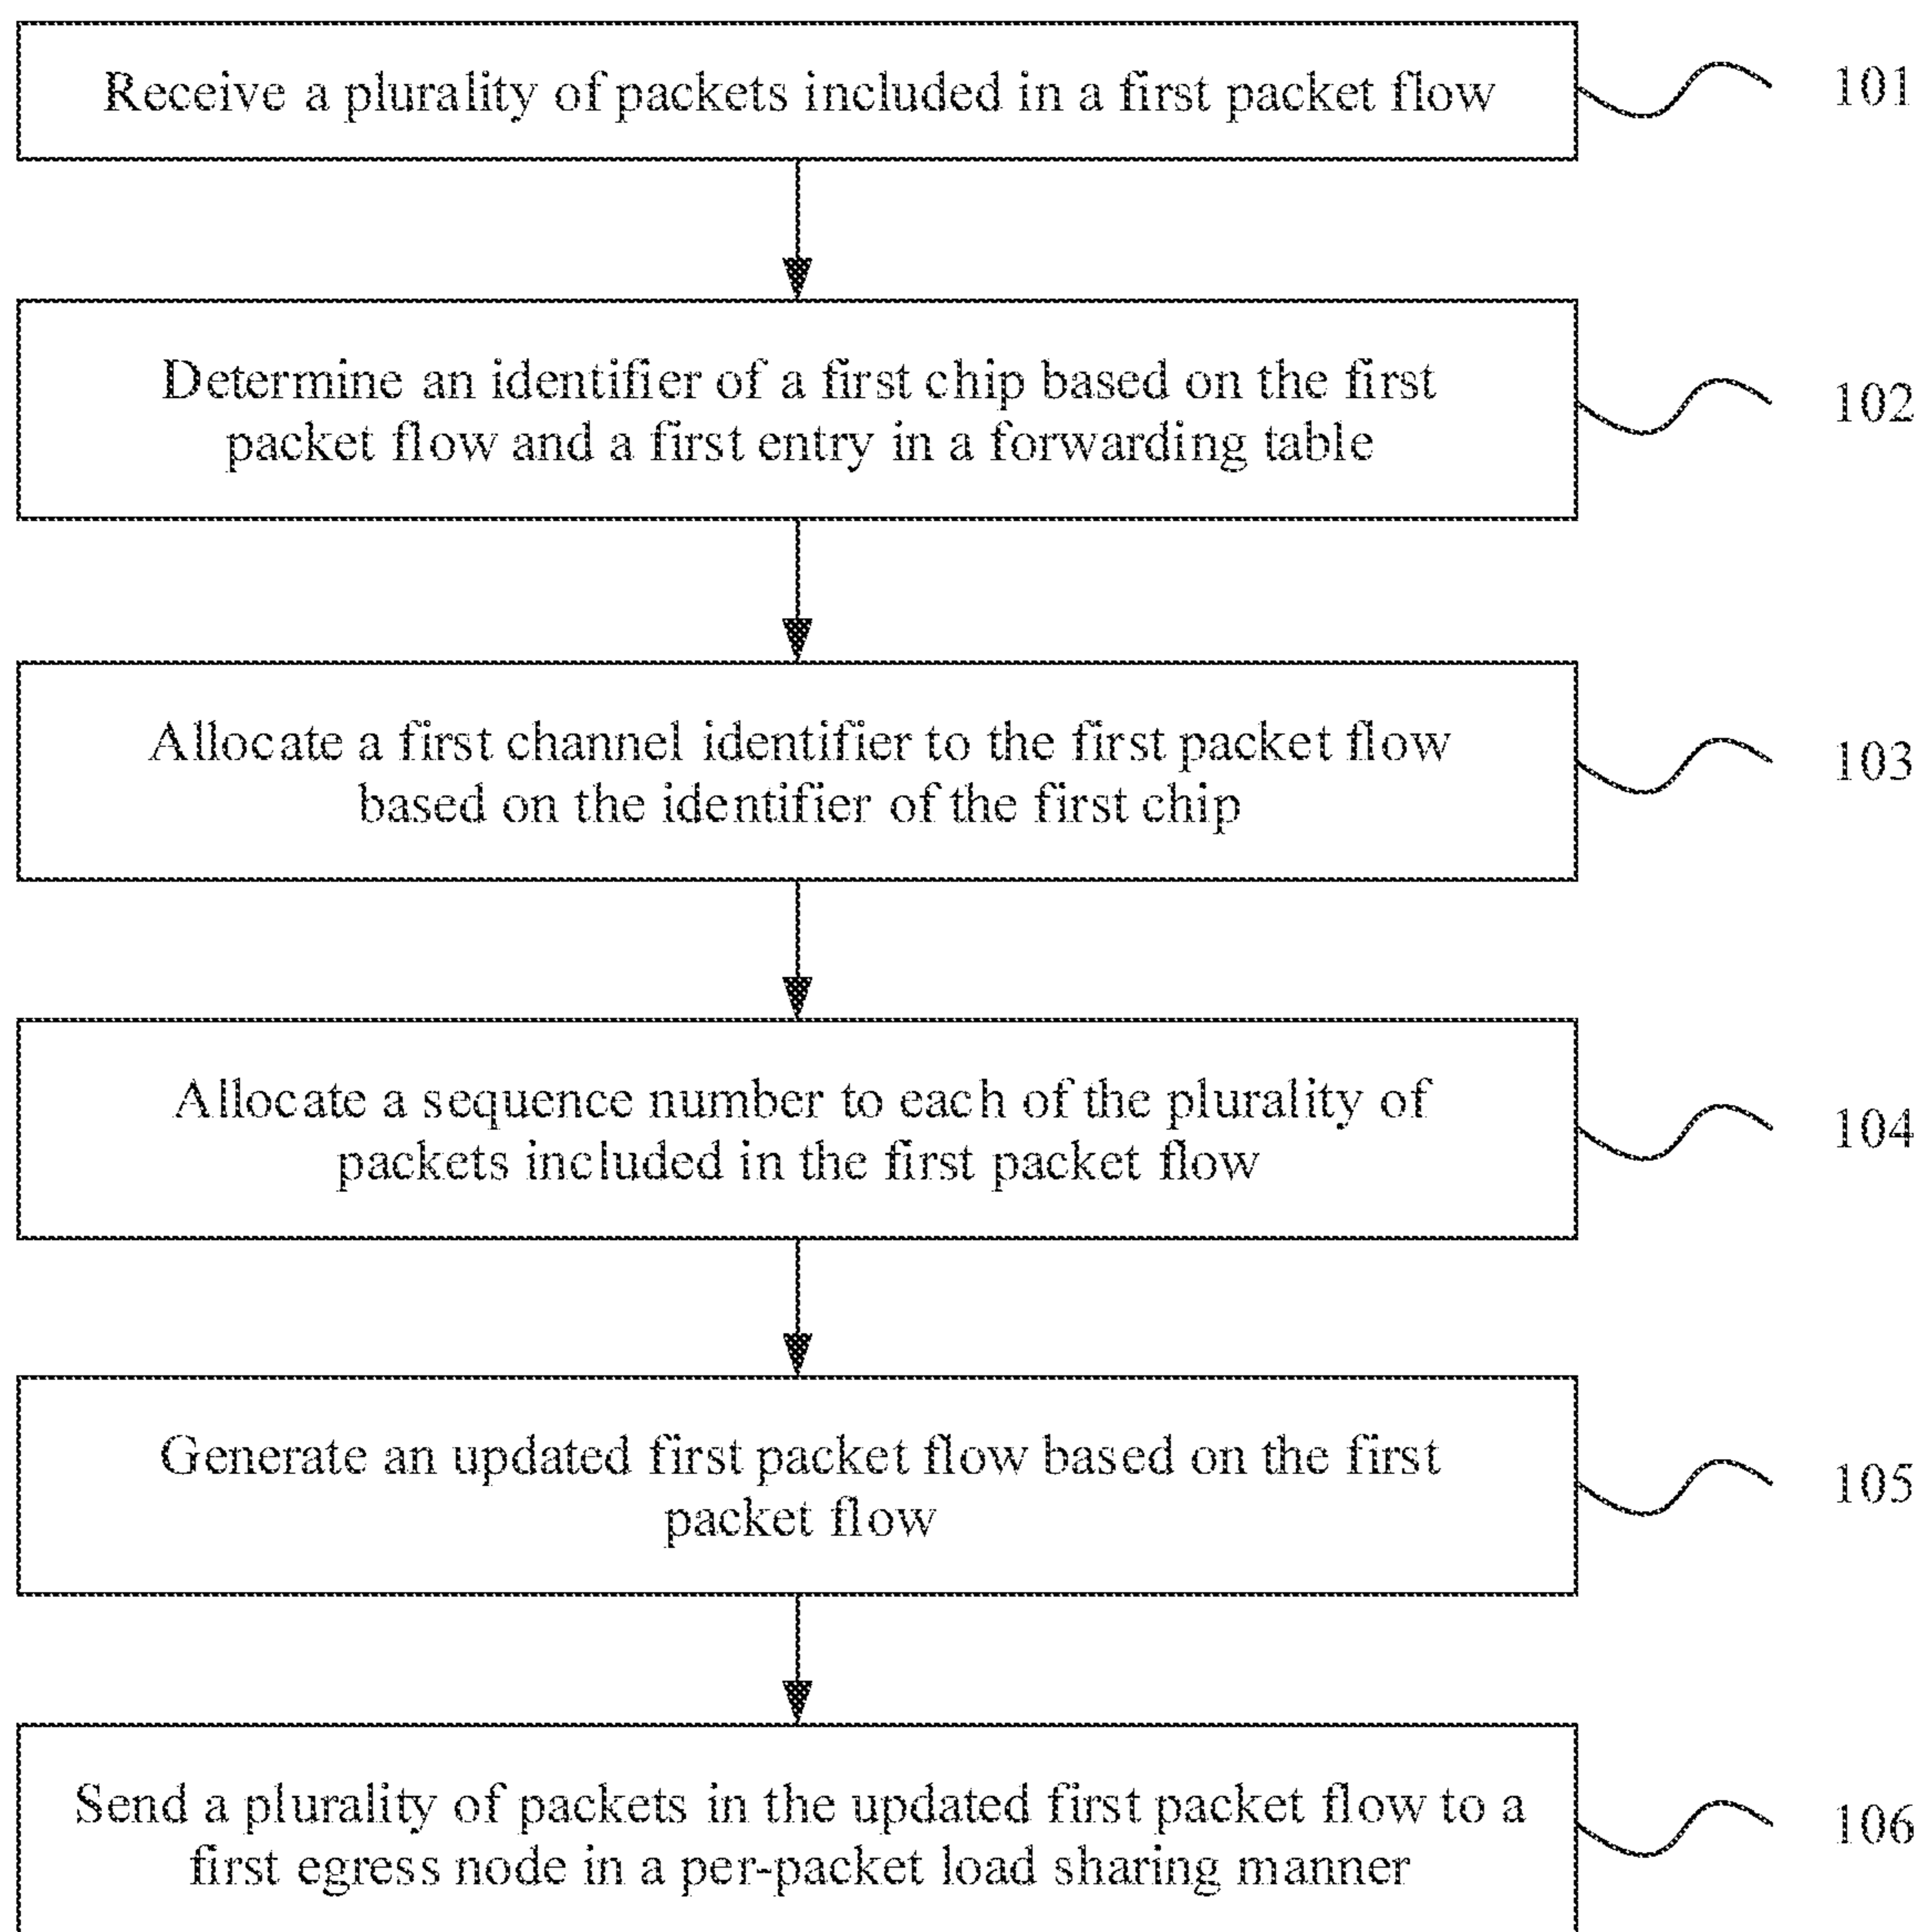 Receive a plurality of packets included in a first packet flow
101
Determine an identifier of a first chip based on the first
packet flow and a first entry in a forwarding table
102
Allocate a first channel identifier to the first packet flow
based on the identifier of the first chip
103
Allocate a sequence number to each of the plurality of
packets included in the first packet flow
104
Generate an updated first packet flow based on the first
packet flow
105
Send a plurality of packets in the updated first packet flow to a
first egress node in a per-packet load sharing manner
106